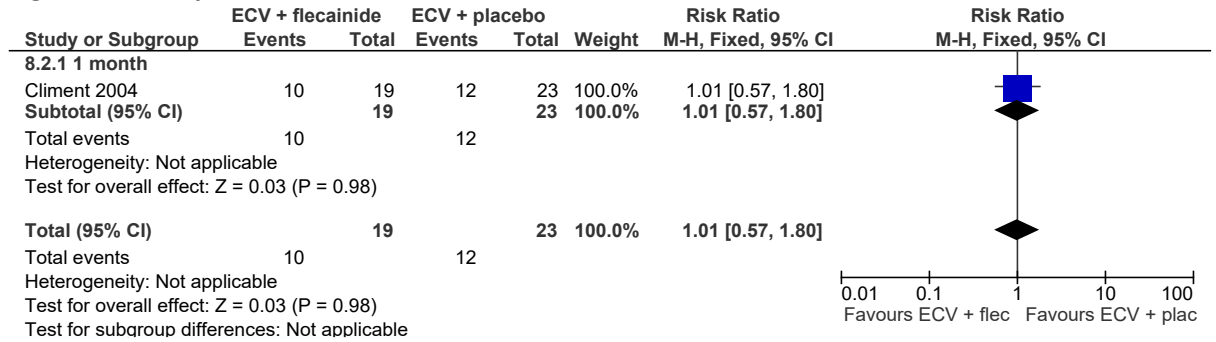 ECV + flecainide ECV + placebo Risk Ratio Risk Ratio
Study or Subgroup Events Total Events Total Weight M-H, Fixed, 95% CI M-H, Fixed, 95% CI
8.2.1 1 month
Climent 2004 10 19 12 23 100.0% 1.01 [0.57, 1.80]
Subtotal (95% CI) 19 23 100.0% 1.01 [0.57, 1.80]
Total events 10 12
Heterogeneity: Not applicable
Test for overall effect: Z = 0.03 (P = 0.98)
Total (95% CI) 19 23 100.0% 1.01 [0.57, 1.80]
Total events 10 12
Heterogeneity: Not applicable
Test for overall effect: Z = 0.03 (P = 0.98)
Test for subgroup differences: Not applicable
0.01 0.1 1 10 100
Favours ECV + flec Favours ECV + plac